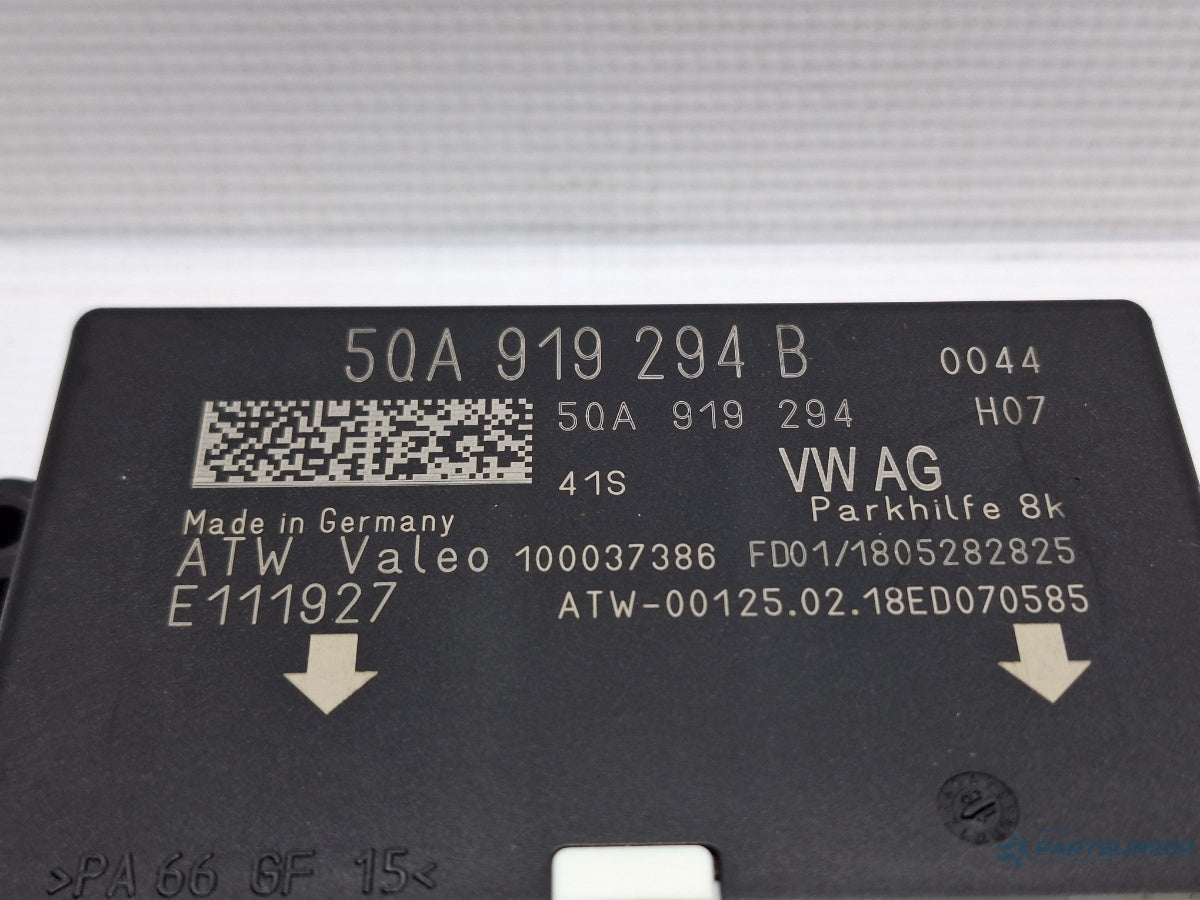 5QA 919 294 B 0044
5QA 919 294 H07
41S VW AG
Parkhilfe 8k
Made in Germany
ATW Valeo 100037386 FD01/1805282825
E111927 ATW-00125.02.18ED070585
>PA 66 GF 15<